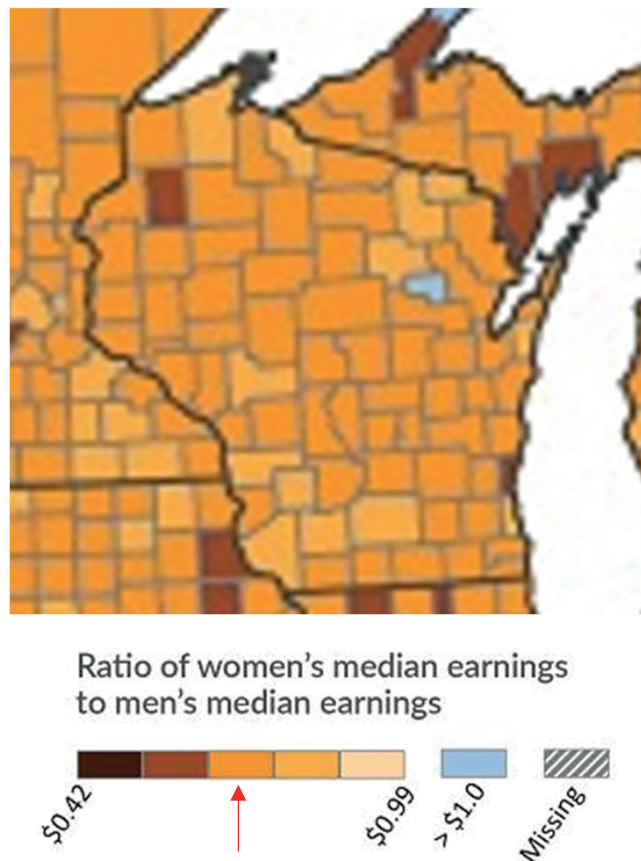 Ratio of women's median earnings
to men's median earnings
$0.42
$0.99
> $1.0
Missing